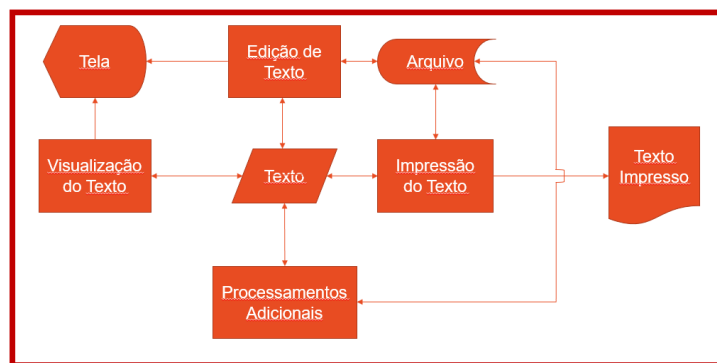 Tela
Edição de
Texto
Arquivo
Visualização
do Texto
Texto
Impressão
do Texto
Texto
Impresso
Processamentos
Adicionais